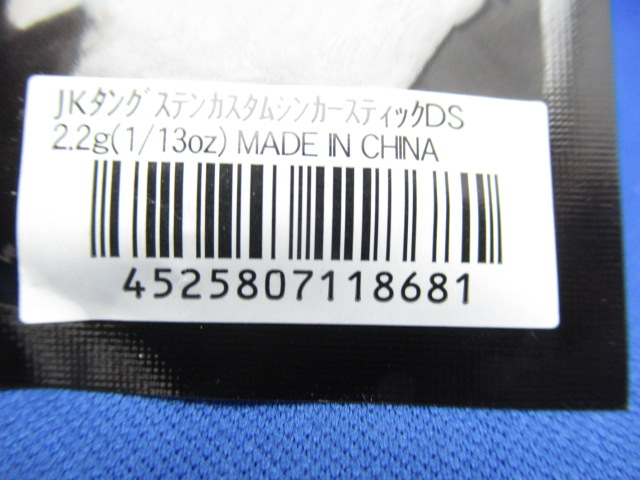 JKﾀﾝｸﾞｽﾃﾝｶｽﾀﾑｼﾝｶｰｽﾃｨｯｸDS
2.2g(1/13oz) MADE IN CHINA
4525807118681